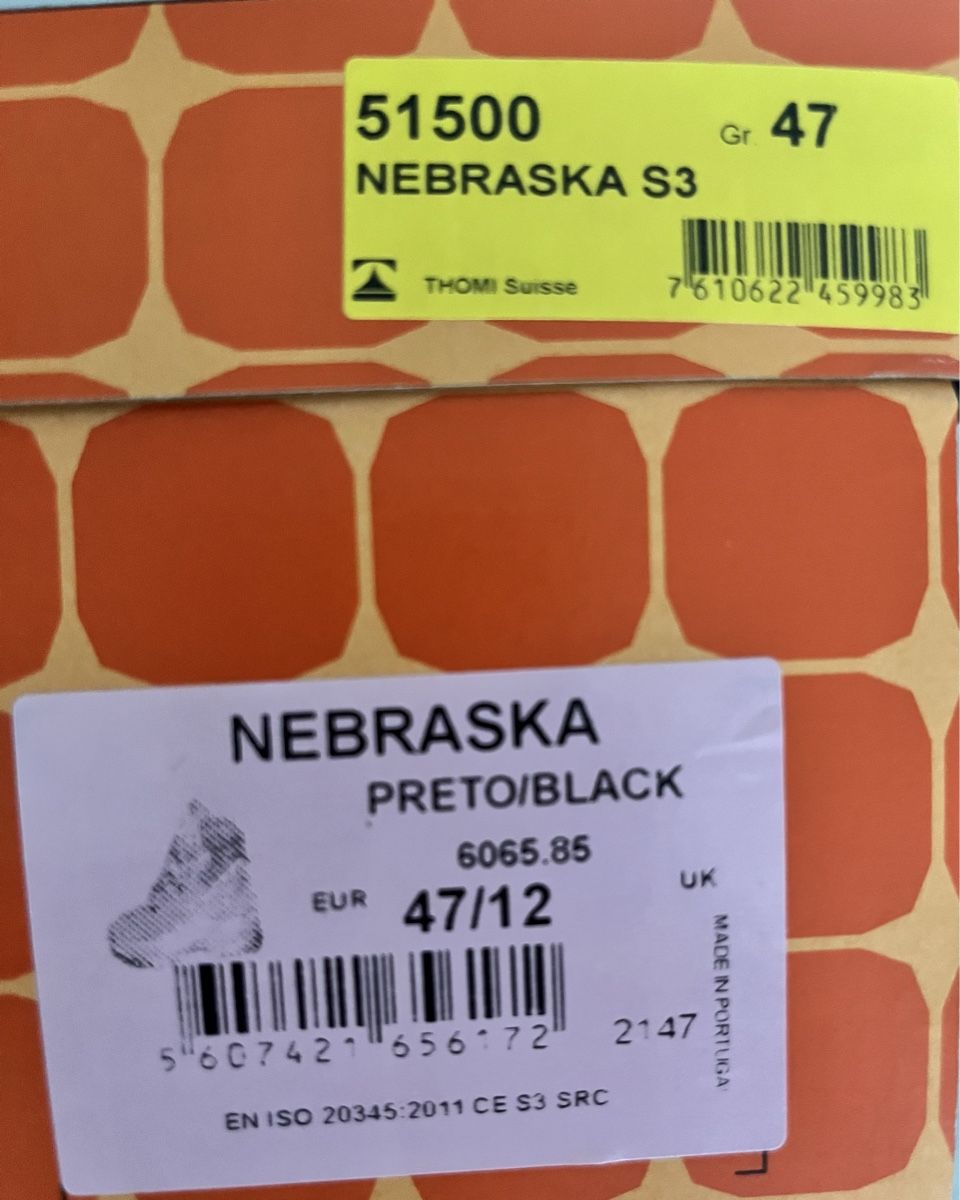 51500 Gr. 47
NEBRASKA S3
THOMI Suisse
7 610622 459983
NEBRASKA
PRETO/BLACK
6065.85
EUR 47/12 UK
5 607421 656172
2147
MADE IN PORTUGAL
EN ISO 20345:2011 CE S3 SRC